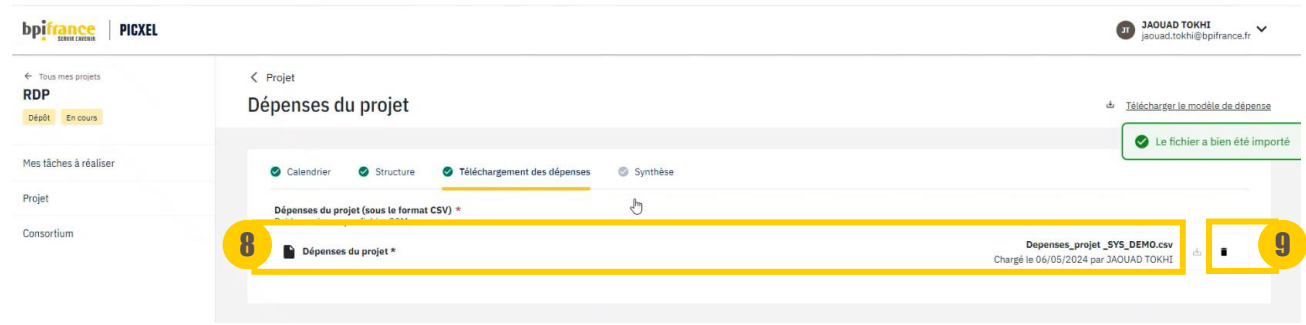 bpifrance
SERVIR L'AVENIR
PICXEL
JT
JAOUAD TOKHI
jaouad.tokhi@bpifrance.fr
← Tous mes projets
RDP
Dépôt En cours
Mes tâches à réaliser
Projet
Consortium
< Projet
Dépenses du projet
Télécharger le modèle de dépense
Le fichier a bien été importé
Calendrier Structure Téléchargement des dépenses Synthèse
Dépenses du projet (sous le format CSV) *
8
Dépenses du projet *
Depenses_projet _SYS_DEMO.csv
Chargé le 06/05/2024 par JAOUAD TOKHI
9